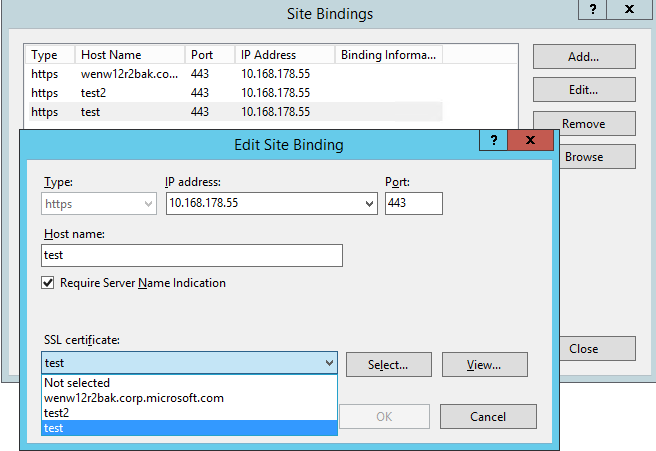 Site Bindings
? x
Type Host Name Port IP Address Binding Informa...
https wenw12r2bak.co... 443 10.168.178.55
https test2 443 10.168.178.55
https test 443 10.168.178.55
Add...
Edit...
Remove
Browse
Close
Edit Site Binding
? x
Type: IP address: Port:
https 10.168.178.55 443
Host name:
test
Require Server Name Indication
SSL certificate:
test
Select... View...
Not selected
wenw12r2bak.corp.microsoft.com
test2
test
OK Cancel